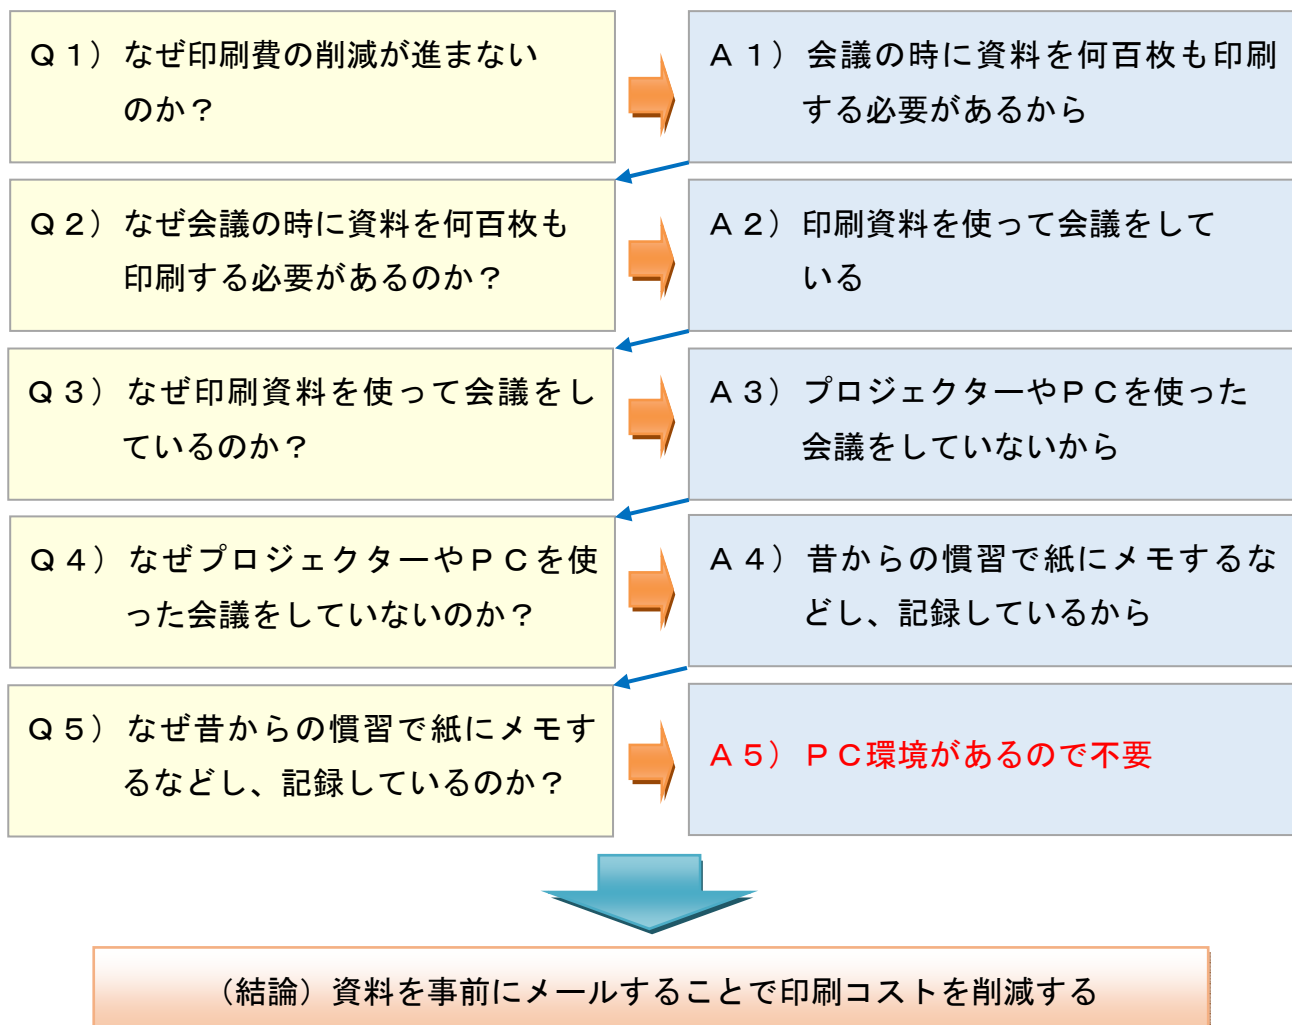 Ｑ１）なぜ印刷費の削減が進まない
のか？
Ａ１）会議の時に資料を何百枚も印刷
する必要があるから
Ｑ２）なぜ会議の時に資料を何百枚も
印刷する必要があるのか？
Ａ２）印刷資料を使って会議をして
いる
Ｑ３）なぜ印刷資料を使って会議をし
ているのか？
Ａ３）プロジェクターやＰＣを使った
会議をしていないから
Ｑ４）なぜプロジェクターやＰＣを使
った会議をしていないのか？
Ａ４）昔からの慣習で紙にメモするな
どし、記録しているから
Ｑ５）なぜ昔からの慣習で紙にメモす
るなどし、記録しているのか？
Ａ５）ＰＣ環境があるので不要
（結論）資料を事前にメールすることで印刷コストを削減する